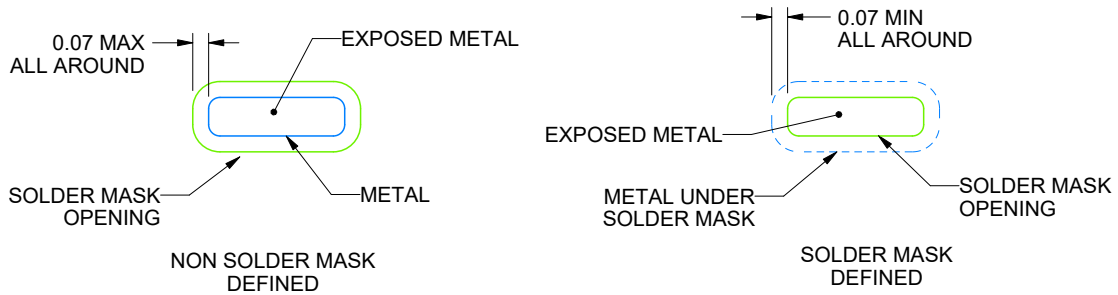 0.07 MAX
ALL AROUND
EXPOSED METAL
SOLDER MASK
OPENING
METAL
NON SOLDER MASK
DEFINED
0.07 MIN
ALL AROUND
EXPOSED METAL
METAL UNDER
SOLDER MASK
SOLDER MASK
OPENING
SOLDER MASK
DEFINED